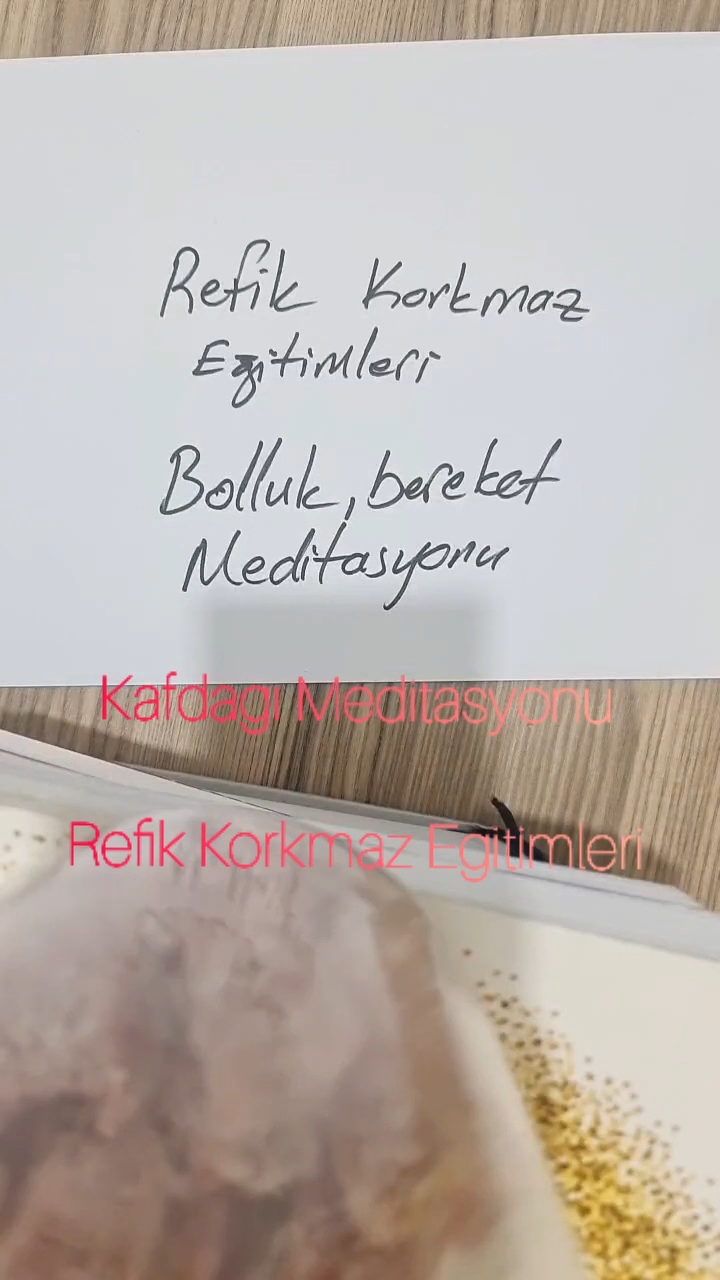 Refik Korkmaz
Egitimleri
Bolluk, bereket
Meditasyonu
Kafdagı Meditasyonu
Refik Korkmaz Egitimleri